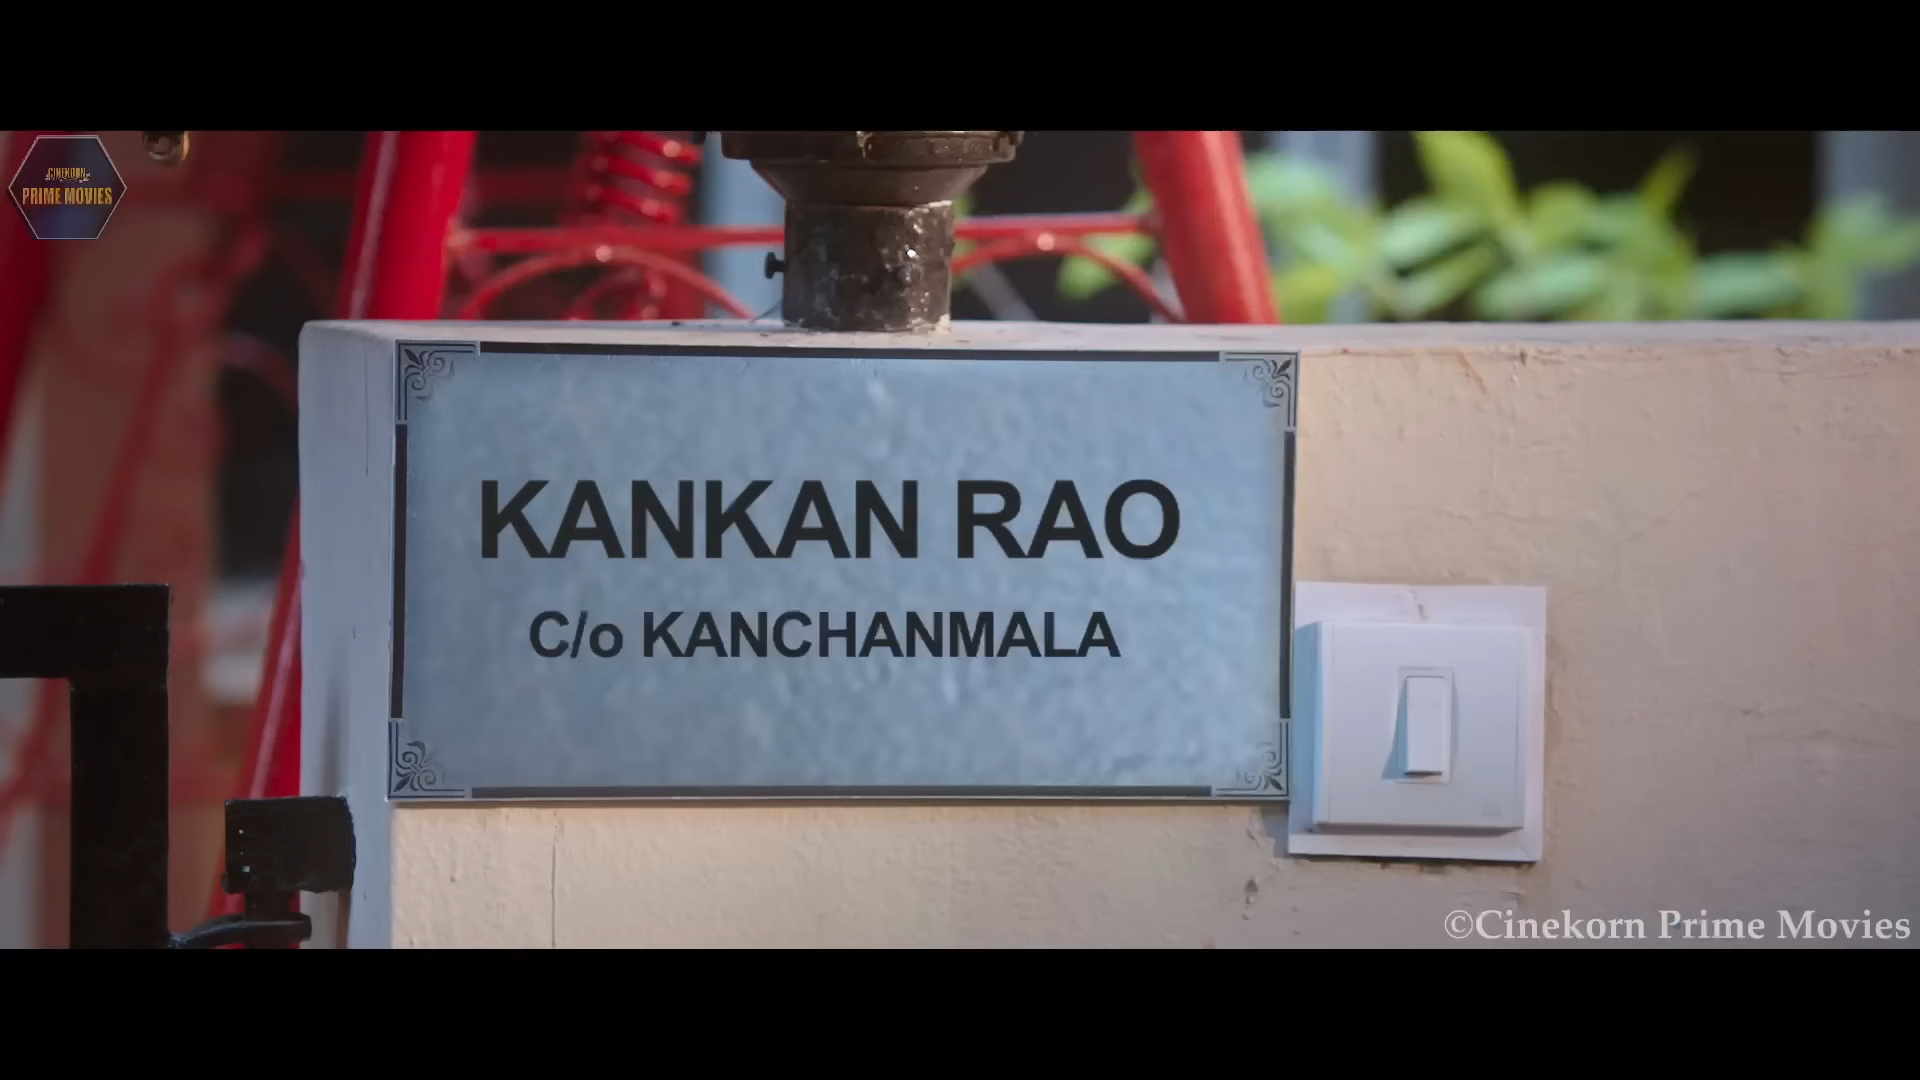 CINEKORN
PRIME MOVIES
KANKAN RAO
C/o KANCHANMALA
©Cinekorn Prime Movies